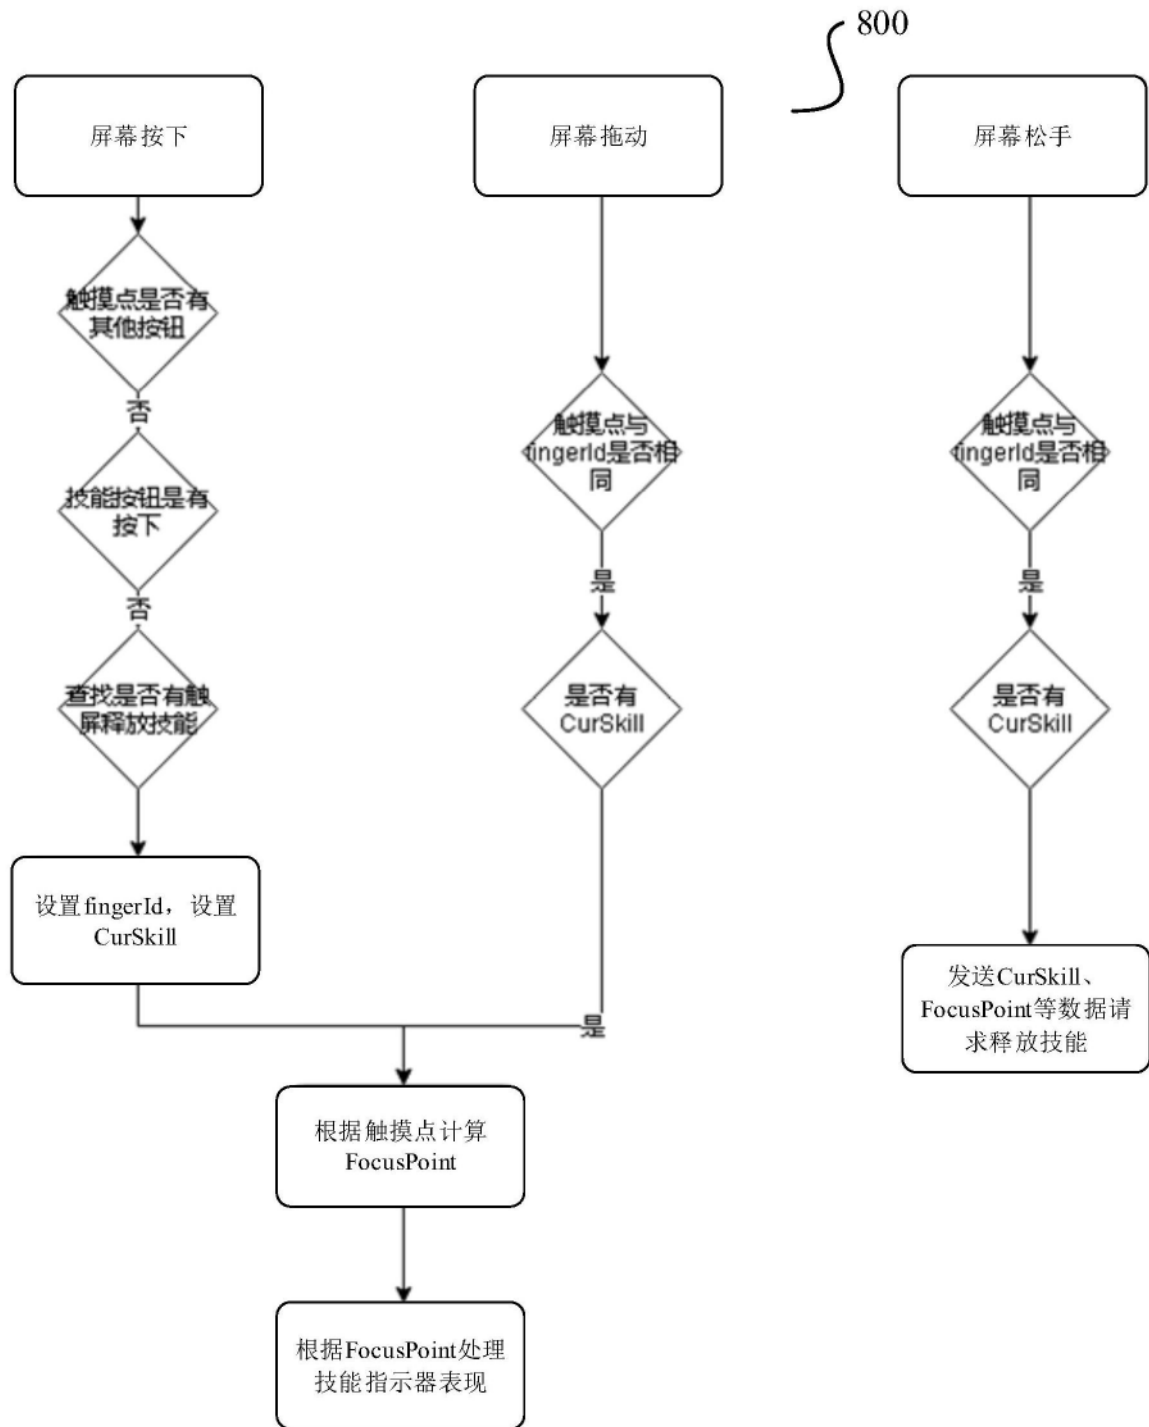 800
屏幕按下
屏幕拖动
屏幕松手
触摸点是否有
其他按钮
否
技能按钮是有
按下
否
查找是否有触
屏释放技能
设置fingerId，设置
CurSkill
触摸点与
fingerId是否相
同
是
是否有
CurSkill
是
触摸点与
fingerId是否相
同
是
是否有
CurSkill
发送CurSkill、
FocusPoint等数据请
求释放技能
根据触摸点计算
FocusPoint
根据FocusPoint处理
技能指示器表现